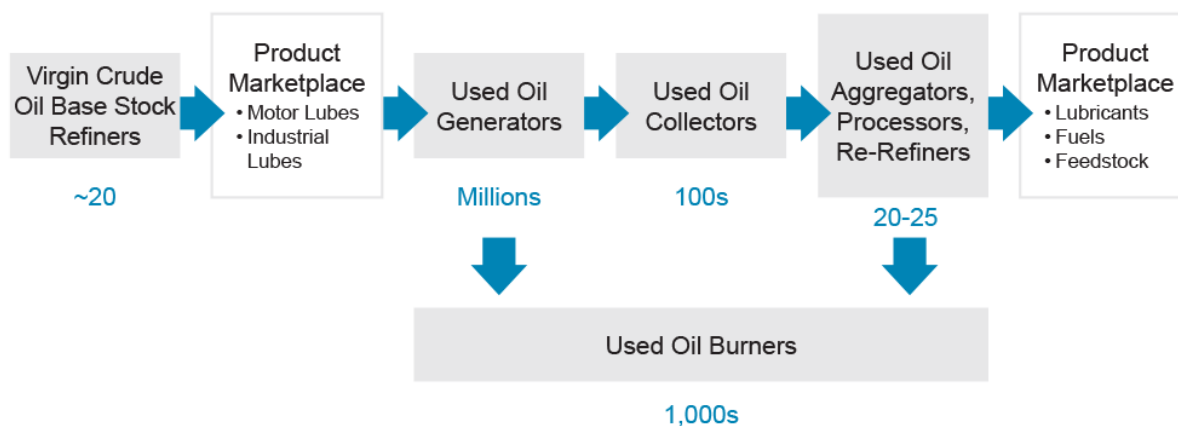 Virgin Crude
Oil Base Stock
Refiners
~20
Product
Marketplace
• Motor Lubes
• Industrial
Lubes
Used Oil
Generators
Millions
Used Oil
Collectors
100s
Used Oil
Aggregators,
Processors,
Re-Refiners
20-25
Product
Marketplace
• Lubricants
• Fuels
• Feedstock
Used Oil Burners
1,000s